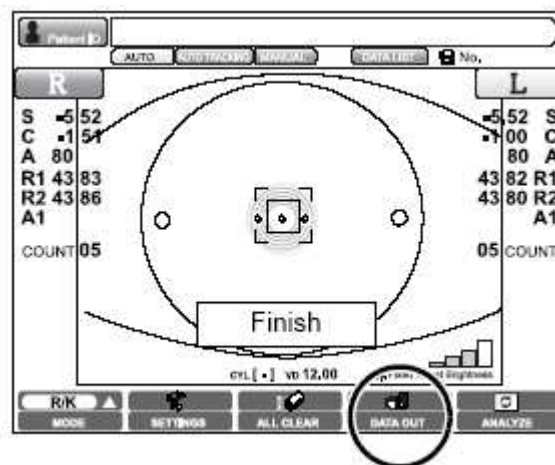 Patient ID
AUTO AUTO TRACKING MANUAL DATA LIST No.
R L
S -5 52 -5,52 S
C -1 51 -1 00 C
A 80 80 A
R1 43 83 43 82 R1
R2 43 86 43 80 R2
A1 A1
COUNT 05 05 COUNT
Finish
CYL [ - ] VD 12.00 Brightness
R/K
MODE SETTINGS ALL CLEAR DATA OUT ANALYZE